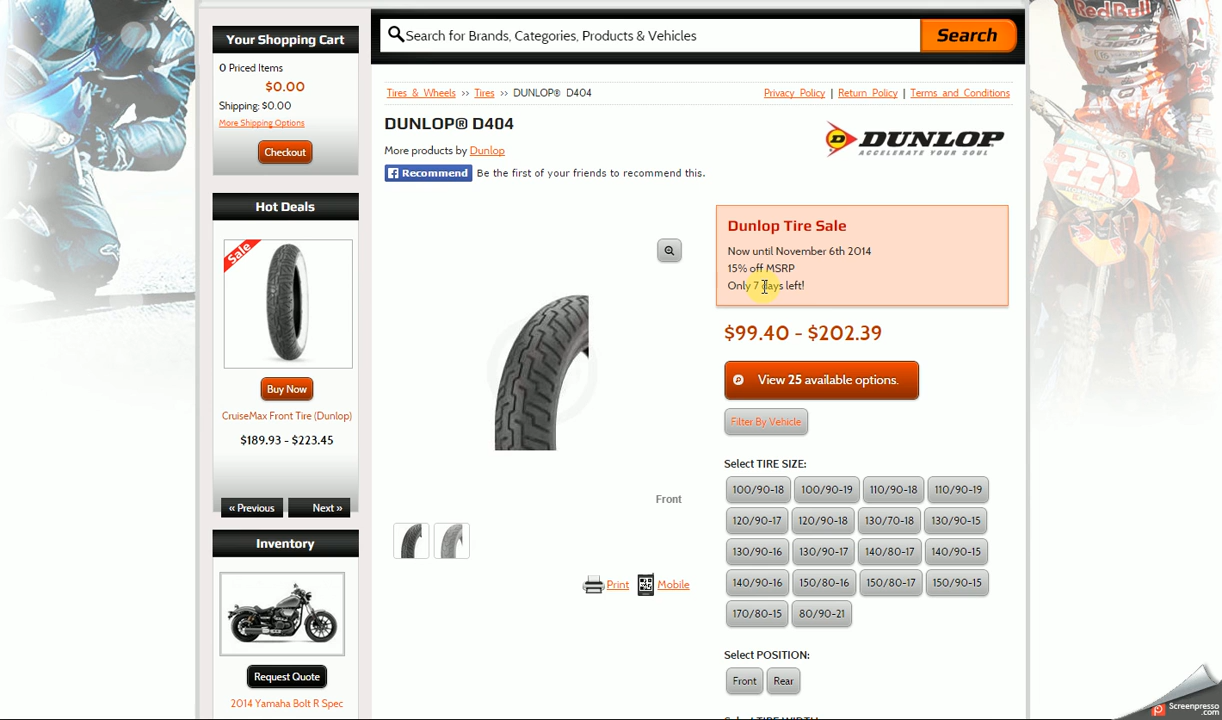 Your Shopping Cart
0 Priced Items
$0.00
Shipping: $0.00
More Shipping Options
Checkout
Hot Deals
Sale
Buy Now
CruiseMax Front Tire (Dunlop)
$189.93 - $223.45
« Previous
Next »
Inventory
Request Quote
2014 Yamaha Bolt R Spec
Search for Brands, Categories, Products & Vehicles
Search
Tires & Wheels >> Tires >> DUNLOP® D404
Privacy Policy | Return Policy | Terms and Conditions
DUNLOP® D404
More products by Dunlop
Recommend Be the first of your friends to recommend this.
DUNLOP
ACCELERATE YOUR SOUL
Front
Print
Mobile
Dunlop Tire Sale
Now until November 6th 2014
15% off MSRP
Only 7 days left!
$99.40 - $202.39
View 25 available options.
Filter By Vehicle
Select TIRE SIZE:
100/90-18 100/90-19 110/90-18 110/90-19
120/90-17 120/90-18 130/70-18 130/90-15
130/90-16 130/90-17 140/80-17 140/90-15
140/90-16 150/80-16 150/80-17 150/90-15
170/80-15 80/90-21
Select POSITION:
Front Rear
Select TIRE WIDTH:
Red Bull
222
Screenpresso
.com